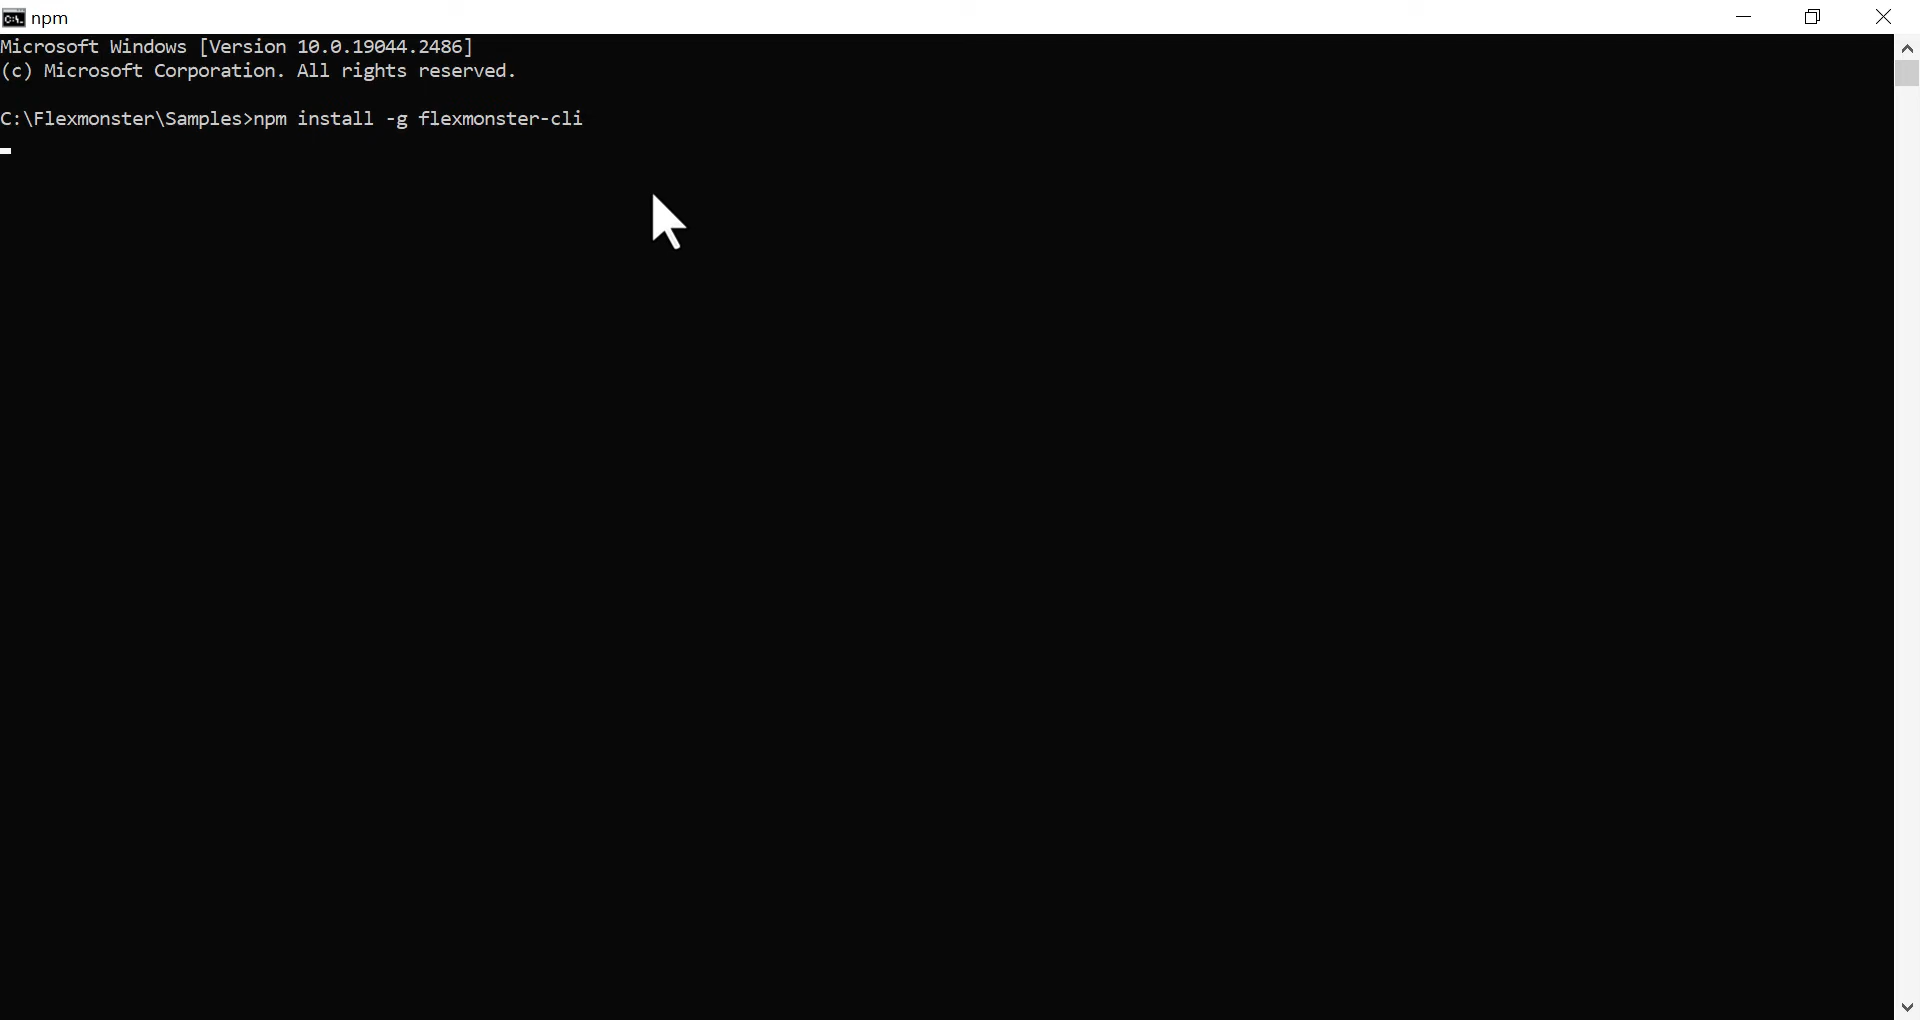 npm
Microsoft Windows [Version 10.0.19044.2486]
(c) Microsoft Corporation. All rights reserved.
C:\Flexmonster\Samples>npm install -g flexmonster-cli